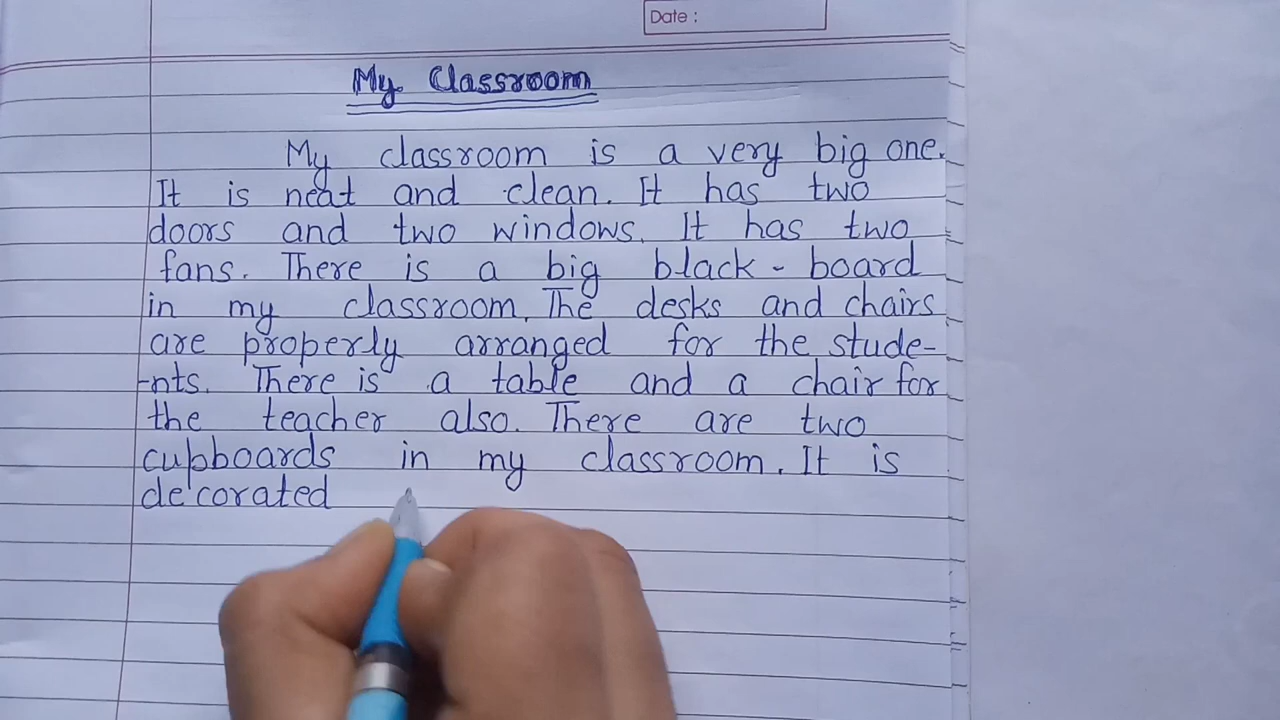 Date :
My Classroom
My classroom is a very big one.
It is neat and clean. It has two
doors and two windows. It has two
fans. There is a big black - board
in my classroom. The desks and chairs
are properly arranged for the stude-
-nts. There is a table and a chair for
the teacher also. There are two
cupboards in my classroom. It is
decorated